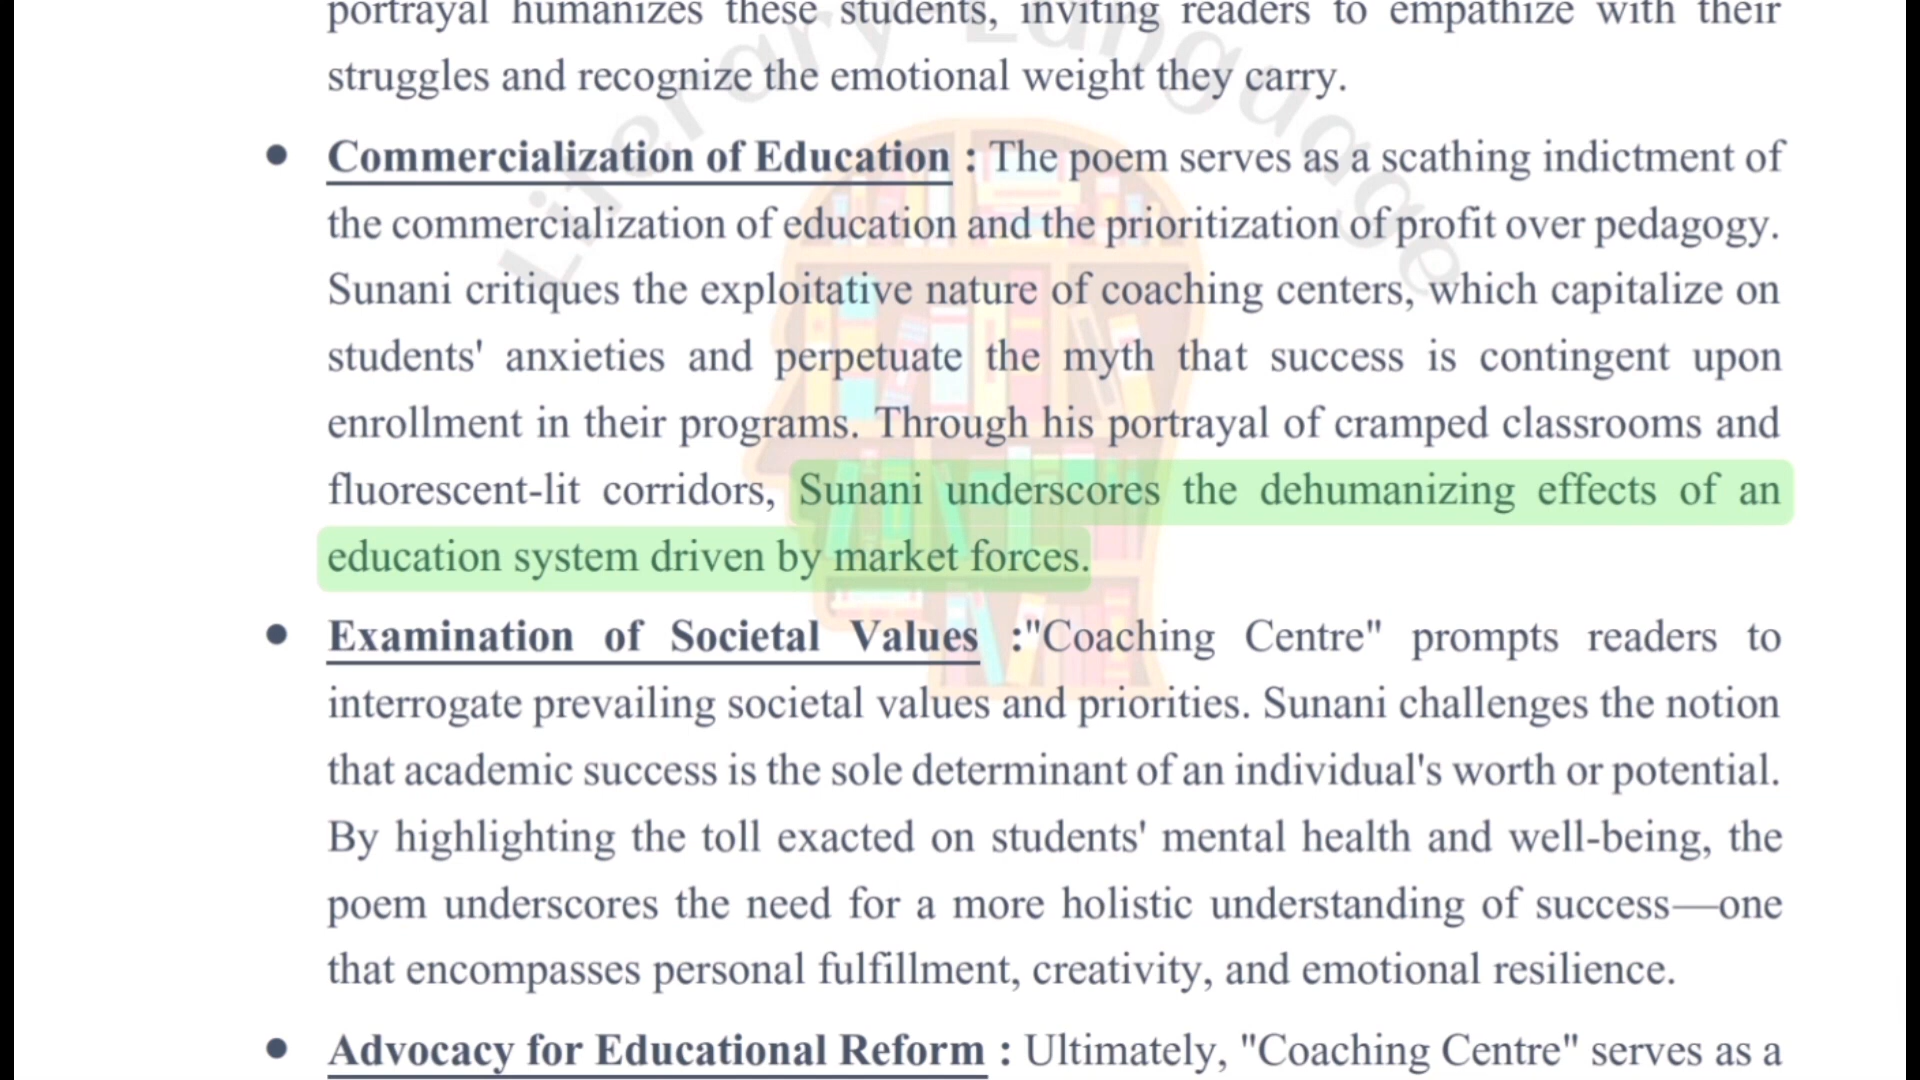 portrayal humanizes these students, inviting readers to empathize with their
struggles and recognize the emotional weight they carry.
● Commercialization of Education : The poem serves as a scathing indictment of
the commercialization of education and the prioritization of profit over pedagogy.
Sunani critiques the exploitative nature of coaching centers, which capitalize on
students' anxieties and perpetuate the myth that success is contingent upon
enrollment in their programs. Through his portrayal of cramped classrooms and
fluorescent-lit corridors, Sunani underscores the dehumanizing effects of an
education system driven by market forces.
● Examination of Societal Values :"Coaching Centre" prompts readers to
interrogate prevailing societal values and priorities. Sunani challenges the notion
that academic success is the sole determinant of an individual's worth or potential.
By highlighting the toll exacted on students' mental health and well-being, the
poem underscores the need for a more holistic understanding of success—one
that encompasses personal fulfillment, creativity, and emotional resilience.
● Advocacy for Educational Reform : Ultimately, "Coaching Centre" serves as a
Literary Language